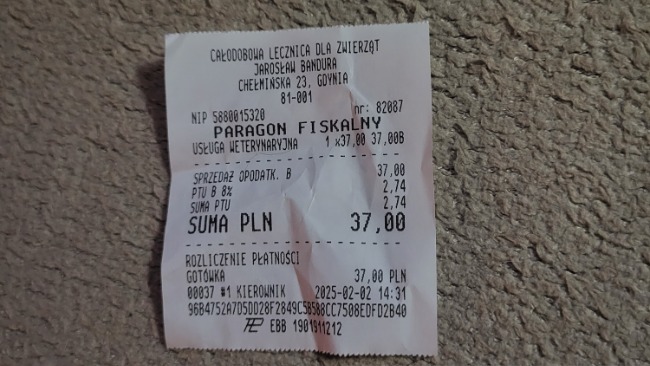 CAŁODOBOWA LECZNICA DLA ZWIERZĄT
JAROSŁAW BANDURA
CHEŁMIŃSKA 23, GDYNIA
81-001
NIP 5880015320 nr: 82087
PARAGON FISKALNY
USŁUGA WETERYNARYJNA 1 x37,00 37,00B
SPRZEDAŻ OPODATK. B 37,00
PTU B 8% 2,74
SUMA PTU 2,74
SUMA PLN 37,00
ROZLICZENIE PŁATNOŚCI
GOTÓWKA 37,00 PLN
00037 #1 KIEROWNIK 2025-02-02 14:31
EBB 1901911212